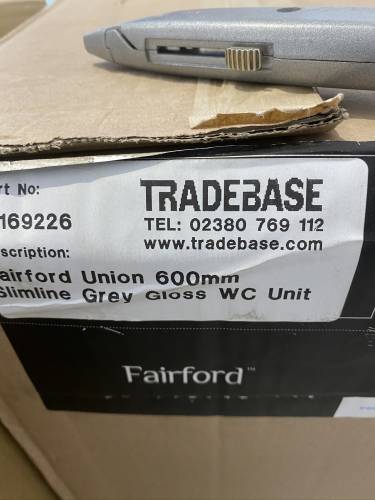 rt No:
TRADEBASE
169226
TEL: 02380 769 112
www.tradebase.com
scription:
airford Union 600mm
Slimline Grey Gloss WC Unit
Fairford™